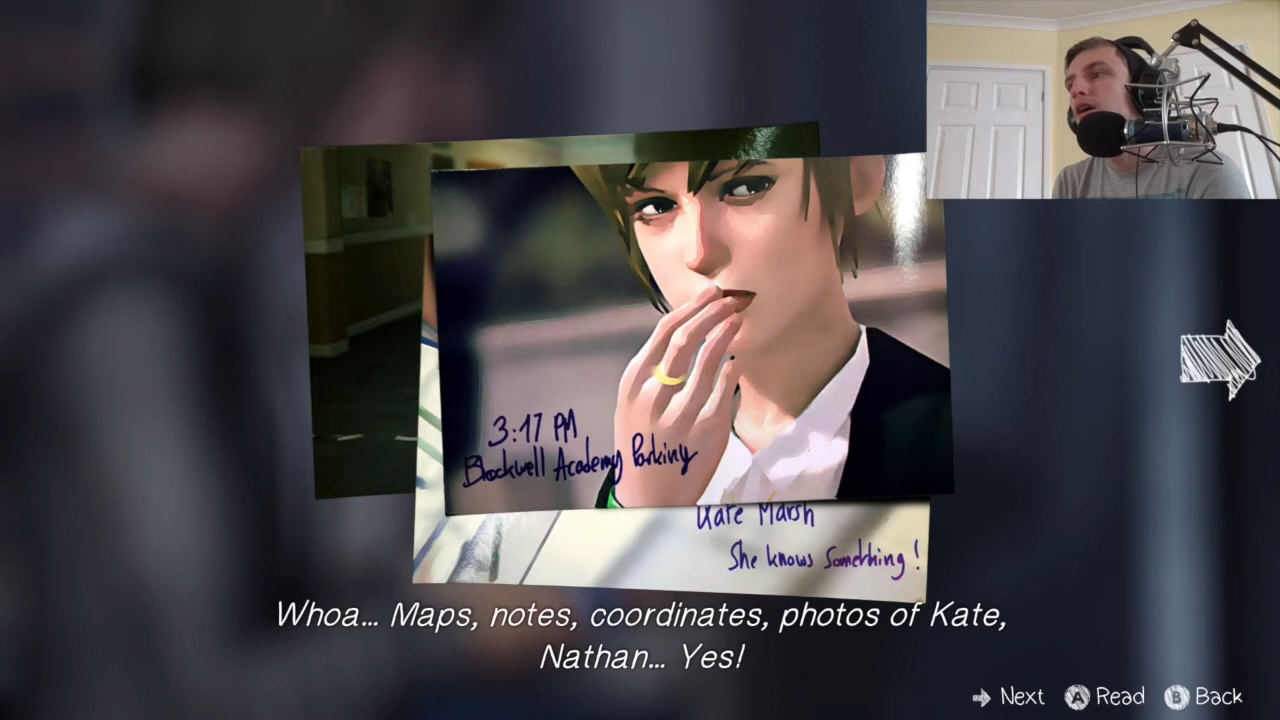 3:17 PM
Blackwell Academy Parking
Kate Marsh
She knows something!
Whoa... Maps, notes, coordinates, photos of Kate,
Nathan... Yes!
Next A Read B Back